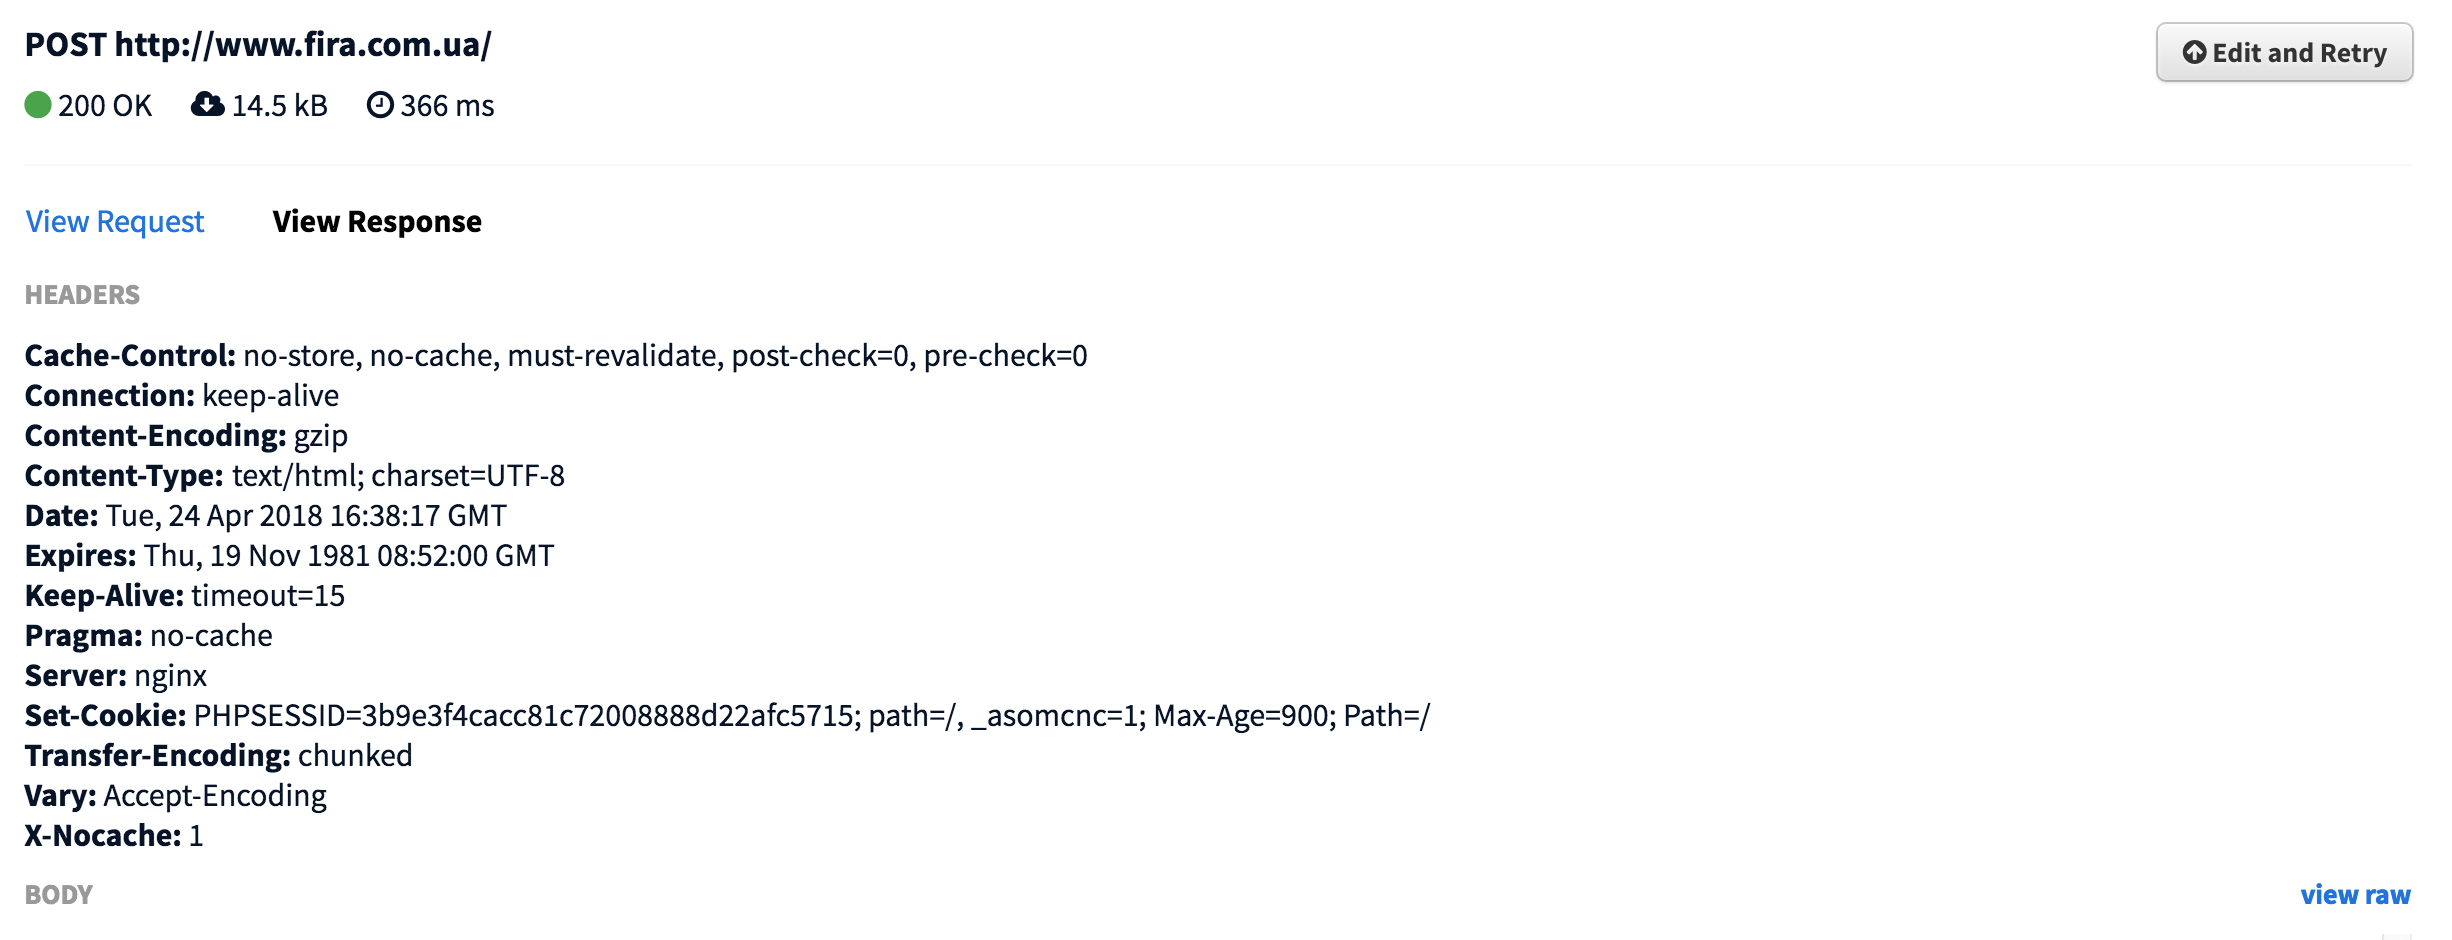 POST http://www.fira.com.ua/
Edit and Retry
200 OK 14.5 kB 366 ms
View Request View Response
HEADERS
Cache-Control: no-store, no-cache, must-revalidate, post-check=0, pre-check=0
Connection: keep-alive
Content-Encoding: gzip
Content-Type: text/html; charset=UTF-8
Date: Tue, 24 Apr 2018 16:38:17 GMT
Expires: Thu, 19 Nov 1981 08:52:00 GMT
Keep-Alive: timeout=15
Pragma: no-cache
Server: nginx
Set-Cookie: PHPSESSID=3b9e3f4cacc81c72008888d22afc5715; path=/, _asomcnc=1; Max-Age=900; Path=/
Transfer-Encoding: chunked
Vary: Accept-Encoding
X-Nocache: 1
BODY view raw